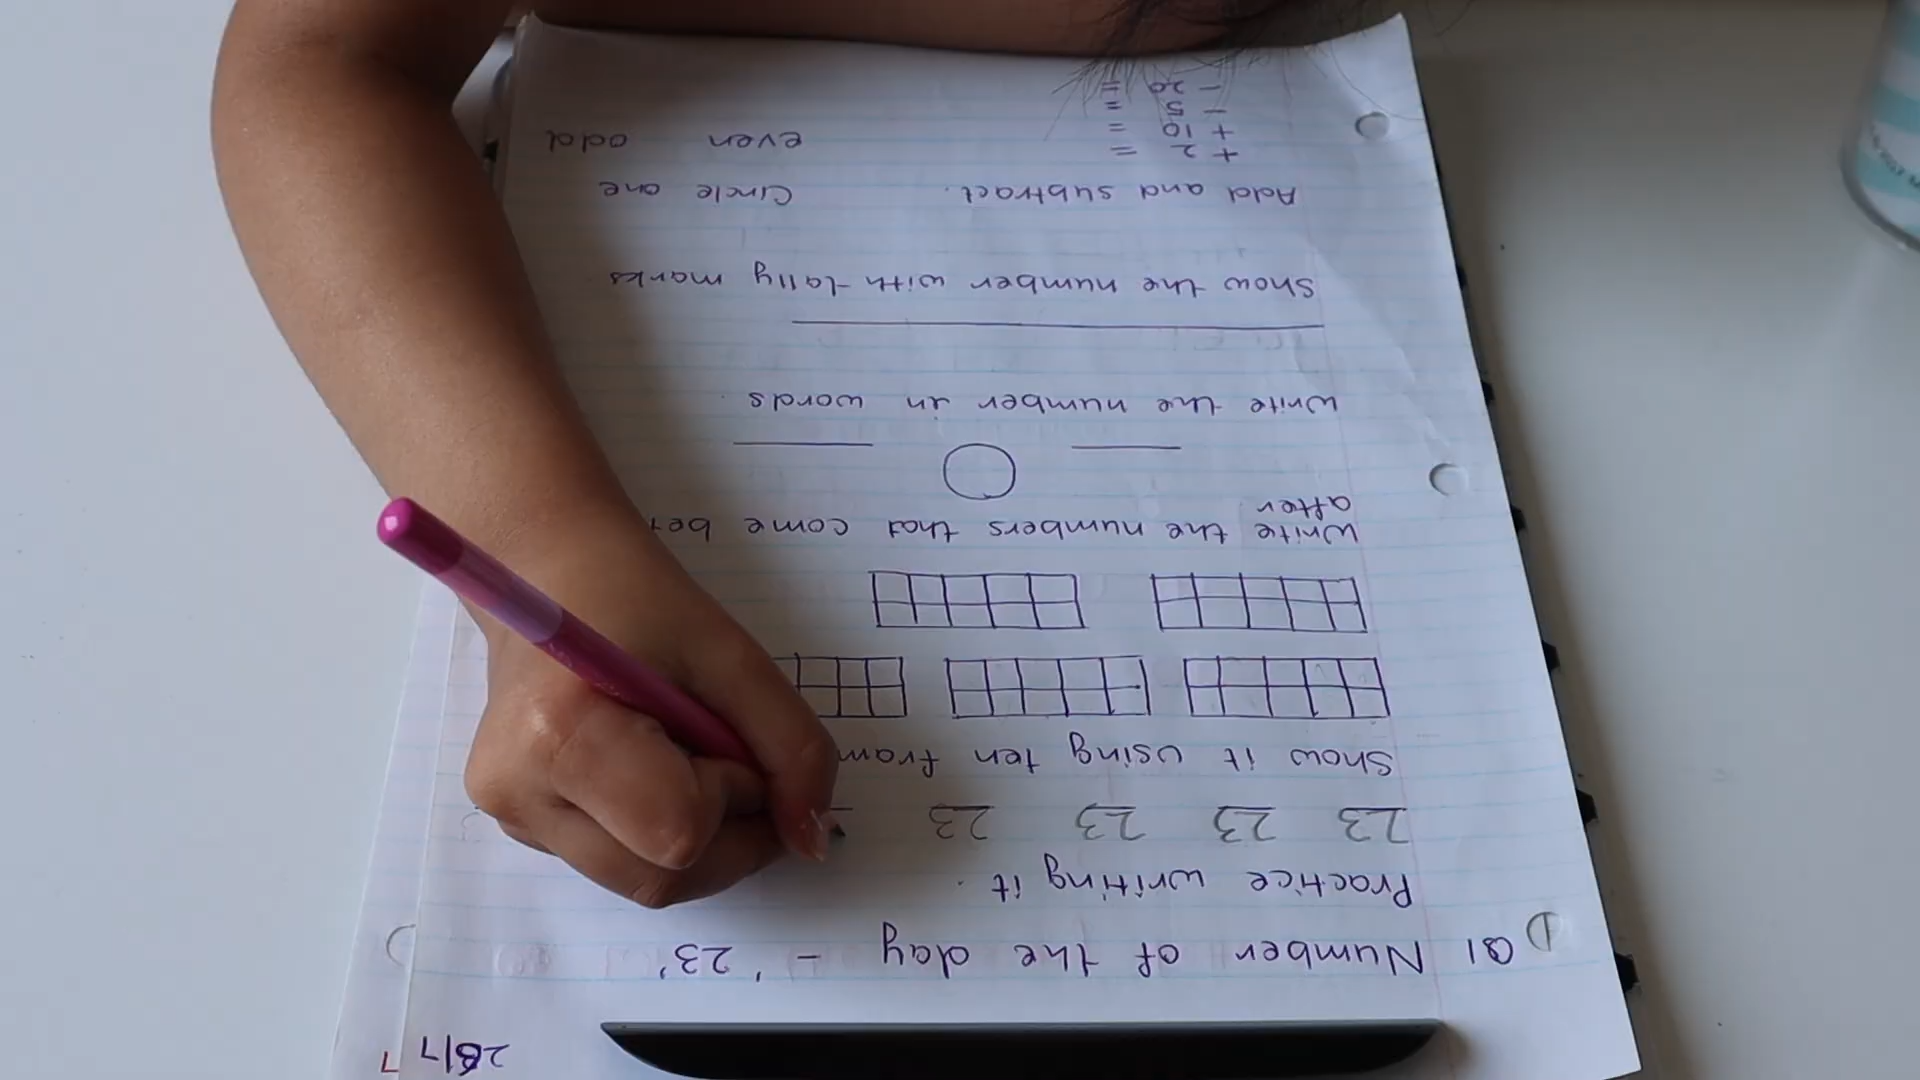 28/7
Q1 Number of the day - '23'
Practice writing it.
23 23 23 23
Show it using ten fram
Write the numbers that come bef
after
Write the number in words.
Show the number with tally marks
Add and subtract. Circle one
+ 2 = even odd
+ 10 =
- 5 =
- 20 =